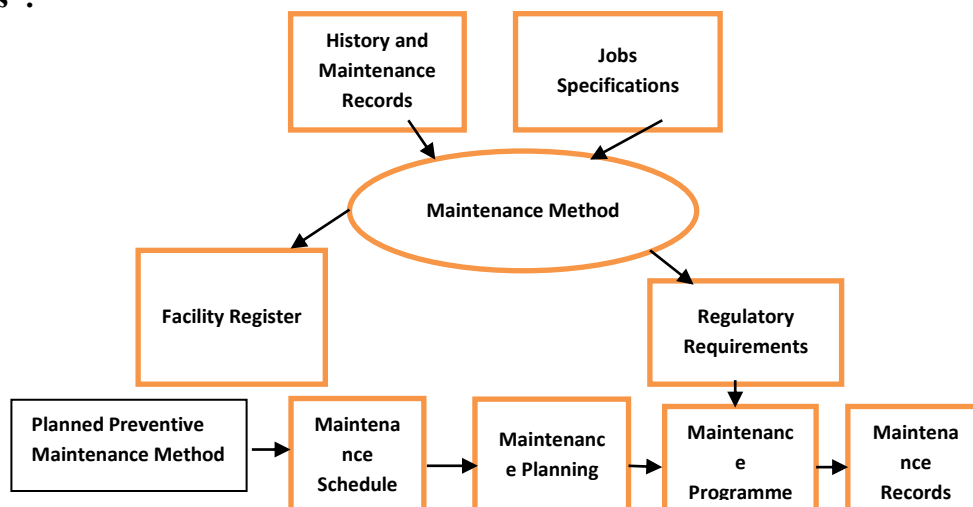 s .
History and
Maintenance
Records
Jobs
Specifications
Maintenance Method
Facility Register
Regulatory
Requirements
Planned Preventive
Maintenance Method
Maintena
nce
Schedule
Maintenanc
e Planning
Maintenanc
e
Programme
Maintena
nce
Records